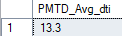 PMTD_Avg_dti
1 13.3